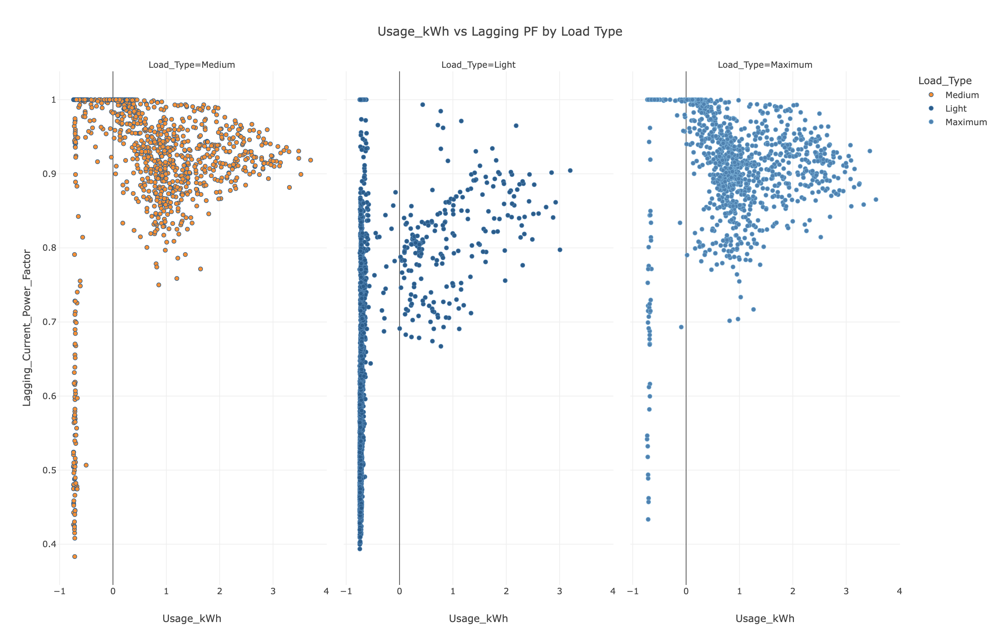 Usage_kWh vs Lagging PF by Load Type
Load_Type=Medium
Load_Type=Light
Load_Type=Maximum
Load_Type
Medium
Light
Maximum
Lagging_Current_Power_Factor
1
0.9
0.8
0.7
0.6
0.5
0.4
−1 0 1 2 3 4
−1 0 1 2 3 4
−1 0 1 2 3 4
Usage_kWh
Usage_kWh
Usage_kWh